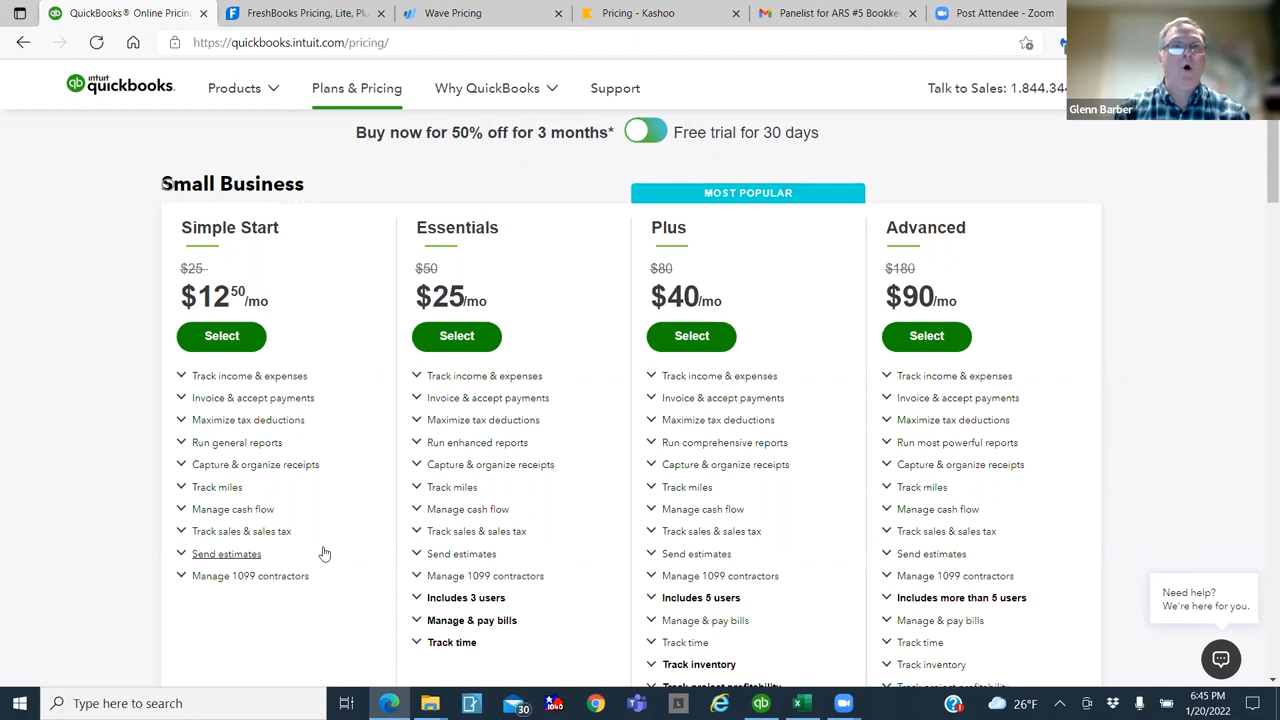 QuickBooks® Online Pricing
FreshBooks Pricing, Lite, Plu
Wave Pricing
Pricing - Kashoo
Panelist for ARS #5 Bookke
Post Attendee - Zoom
https://quickbooks.intuit.com/pricing/
Glenn Barber
intuit
quickbooks.
Products
Plans & Pricing
Why QuickBooks
Support
Talk to Sales: 1.844.344
Buy now for 50% off for 3 months*
Free trial for 30 days
Small Business
MOST POPULAR
Simple Start
$25
$12 50/mo
Select
Track income & expenses
Invoice & accept payments
Maximize tax deductions
Run general reports
Capture & organize receipts
Track miles
Manage cash flow
Track sales & sales tax
Send estimates
Manage 1099 contractors
Essentials
$50
$25/mo
Select
Track income & expenses
Invoice & accept payments
Maximize tax deductions
Run enhanced reports
Capture & organize receipts
Track miles
Manage cash flow
Track sales & sales tax
Send estimates
Manage 1099 contractors
Includes 3 users
Manage & pay bills
Track time
Plus
$80
$40/mo
Select
Track income & expenses
Invoice & accept payments
Maximize tax deductions
Run comprehensive reports
Capture & organize receipts
Track miles
Manage cash flow
Track sales & sales tax
Send estimates
Manage 1099 contractors
Includes 5 users
Manage & pay bills
Track time
Track inventory
Track project profitability
Advanced
$180
$90/mo
Select
Track income & expenses
Invoice & accept payments
Maximize tax deductions
Run most powerful reports
Capture & organize receipts
Track miles
Manage cash flow
Track sales & sales tax
Send estimates
Manage 1099 contractors
Includes more than 5 users
Manage & pay bills
Track time
Track inventory
Track project profitability
Need help?
We're here for you.
Type here to search
30
26°F
6:45 PM
1/20/2022